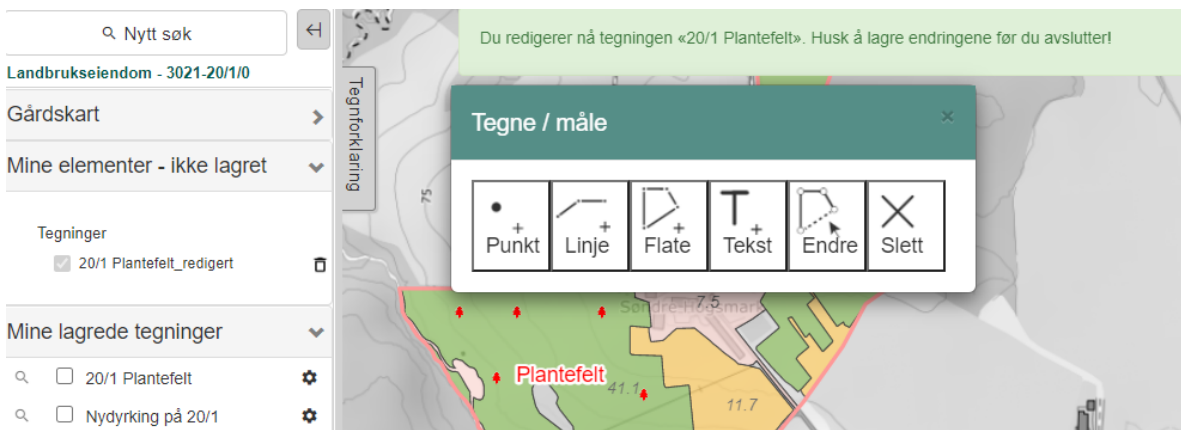 Nytt søk
Landbrukseiendom - 3021-20/1/0
Gårdskart
Mine elementer - ikke lagret
Tegninger
20/1 Plantefelt_redigert
Mine lagrede tegninger
20/1 Plantefelt
Nydyrking på 20/1
Tegnforklaring
Du redigerer nå tegningen «20/1 Plantefelt». Husk å lagre endringene før du avslutter!
Tegne / måle
Punkt
Linje
Flate
Tekst
Endre
Slett
75
Søndre-Høgsmark
7.5
Plantefelt
41.1
11.7